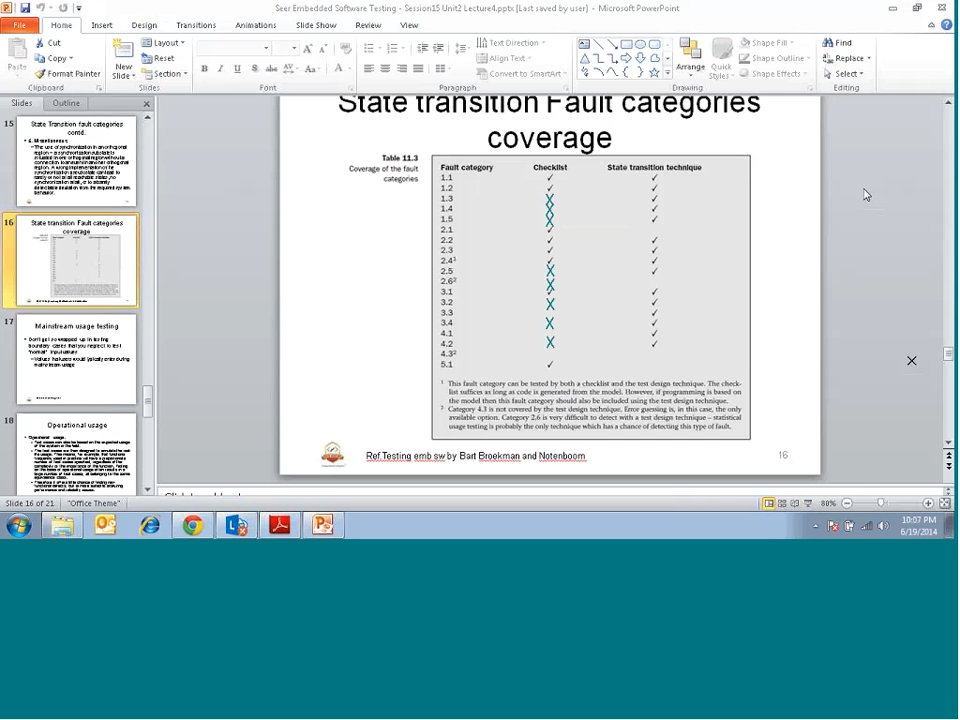 Seer Embedded Software Testing - Session15 Unit2 Lecture4.pptx [Last saved by user] - Microsoft PowerPoint
File Home Insert Design Transitions Animations Slide Show Review View
Paste
Cut
Copy
Format Painter
Clipboard
New
Slide
Layout
Reset
Section
Slides
B I U S abc AV Aa A
Font
Text Direction
Align Text
Convert to SmartArt
Paragraph
Arrange
Quick
Styles
Shape Fill
Shape Outline
Shape Effects
Drawing
Find
Replace
Select
Editing
Slides Outline
15
State Transition Fault categories
contd.
16
State transition Fault categories
coverage
17
Mainstream usage testing
18
Operational usage
State transition Fault categories
coverage
Table 11.3
Coverage of the fault
categories
Fault category Checklist State transition technique
1.1 ✓ ✓
1.2 ✓ ✓
1.3 X ✓
1.4 X ✓
1.5 X ✓
2.1 ✓
2.2 ✓ ✓
2.3 ✓ ✓
2.4¹ ✓ ✓
2.5 X ✓
2.6² X
3.1 ✓ ✓
3.2 X ✓
3.3 ✓
3.4 X ✓
4.1 ✓
4.2 X ✓
4.3²
5.1 ✓
¹ This fault category can be tested by both a checklist and the test design technique. The check-
list suffices as long as code is generated from the model. However, if programming is based on
the model then this fault category should also be included using the test design technique.
² Category 4.3 is not covered by the test design technique. Error guessing is, in this case, the only
available option. Category 2.6 is very difficult to detect with a test design technique – statistical
usage testing is probably the only technique which has a chance of detecting this type of fault.
Ref.Testing emb sw by Bart Broekman and Notenboom
16
Slide 16 of 21 "Office Theme" 80%
10:07 PM
6/19/2014